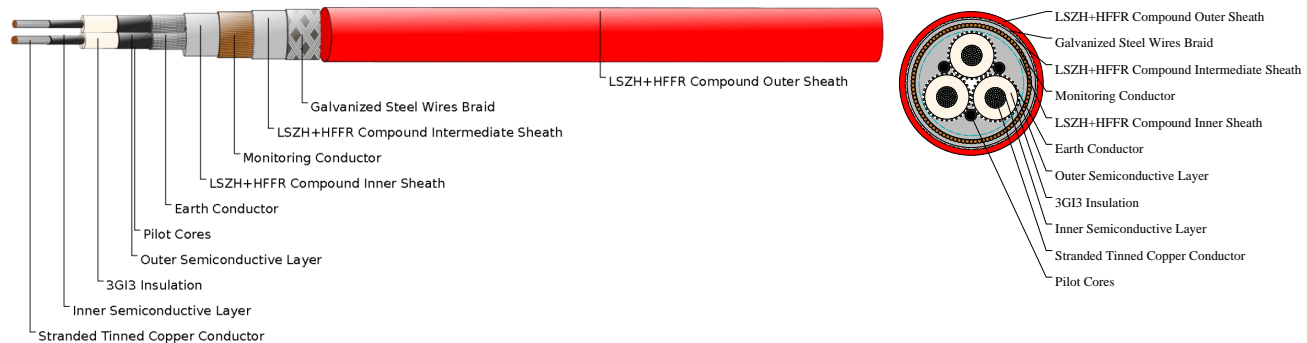 LSZH+HFFR Compound Outer Sheath
Galvanized Steel Wires Braid
LSZH+HFFR Compound Intermediate Sheath
Monitoring Conductor
LSZH+HFFR Compound Inner Sheath
Earth Conductor
Pilot Cores
Outer Semiconductive Layer
3GI3 Insulation
Inner Semiconductive Layer
Stranded Tinned Copper Conductor
LSZH+HFFR Compound Outer Sheath
Galvanized Steel Wires Braid
LSZH+HFFR Compound Intermediate Sheath
Monitoring Conductor
LSZH+HFFR Compound Inner Sheath
Earth Conductor
Outer Semiconductive Layer
3GI3 Insulation
Inner Semiconductive Layer
Stranded Tinned Copper Conductor
Pilot Cores